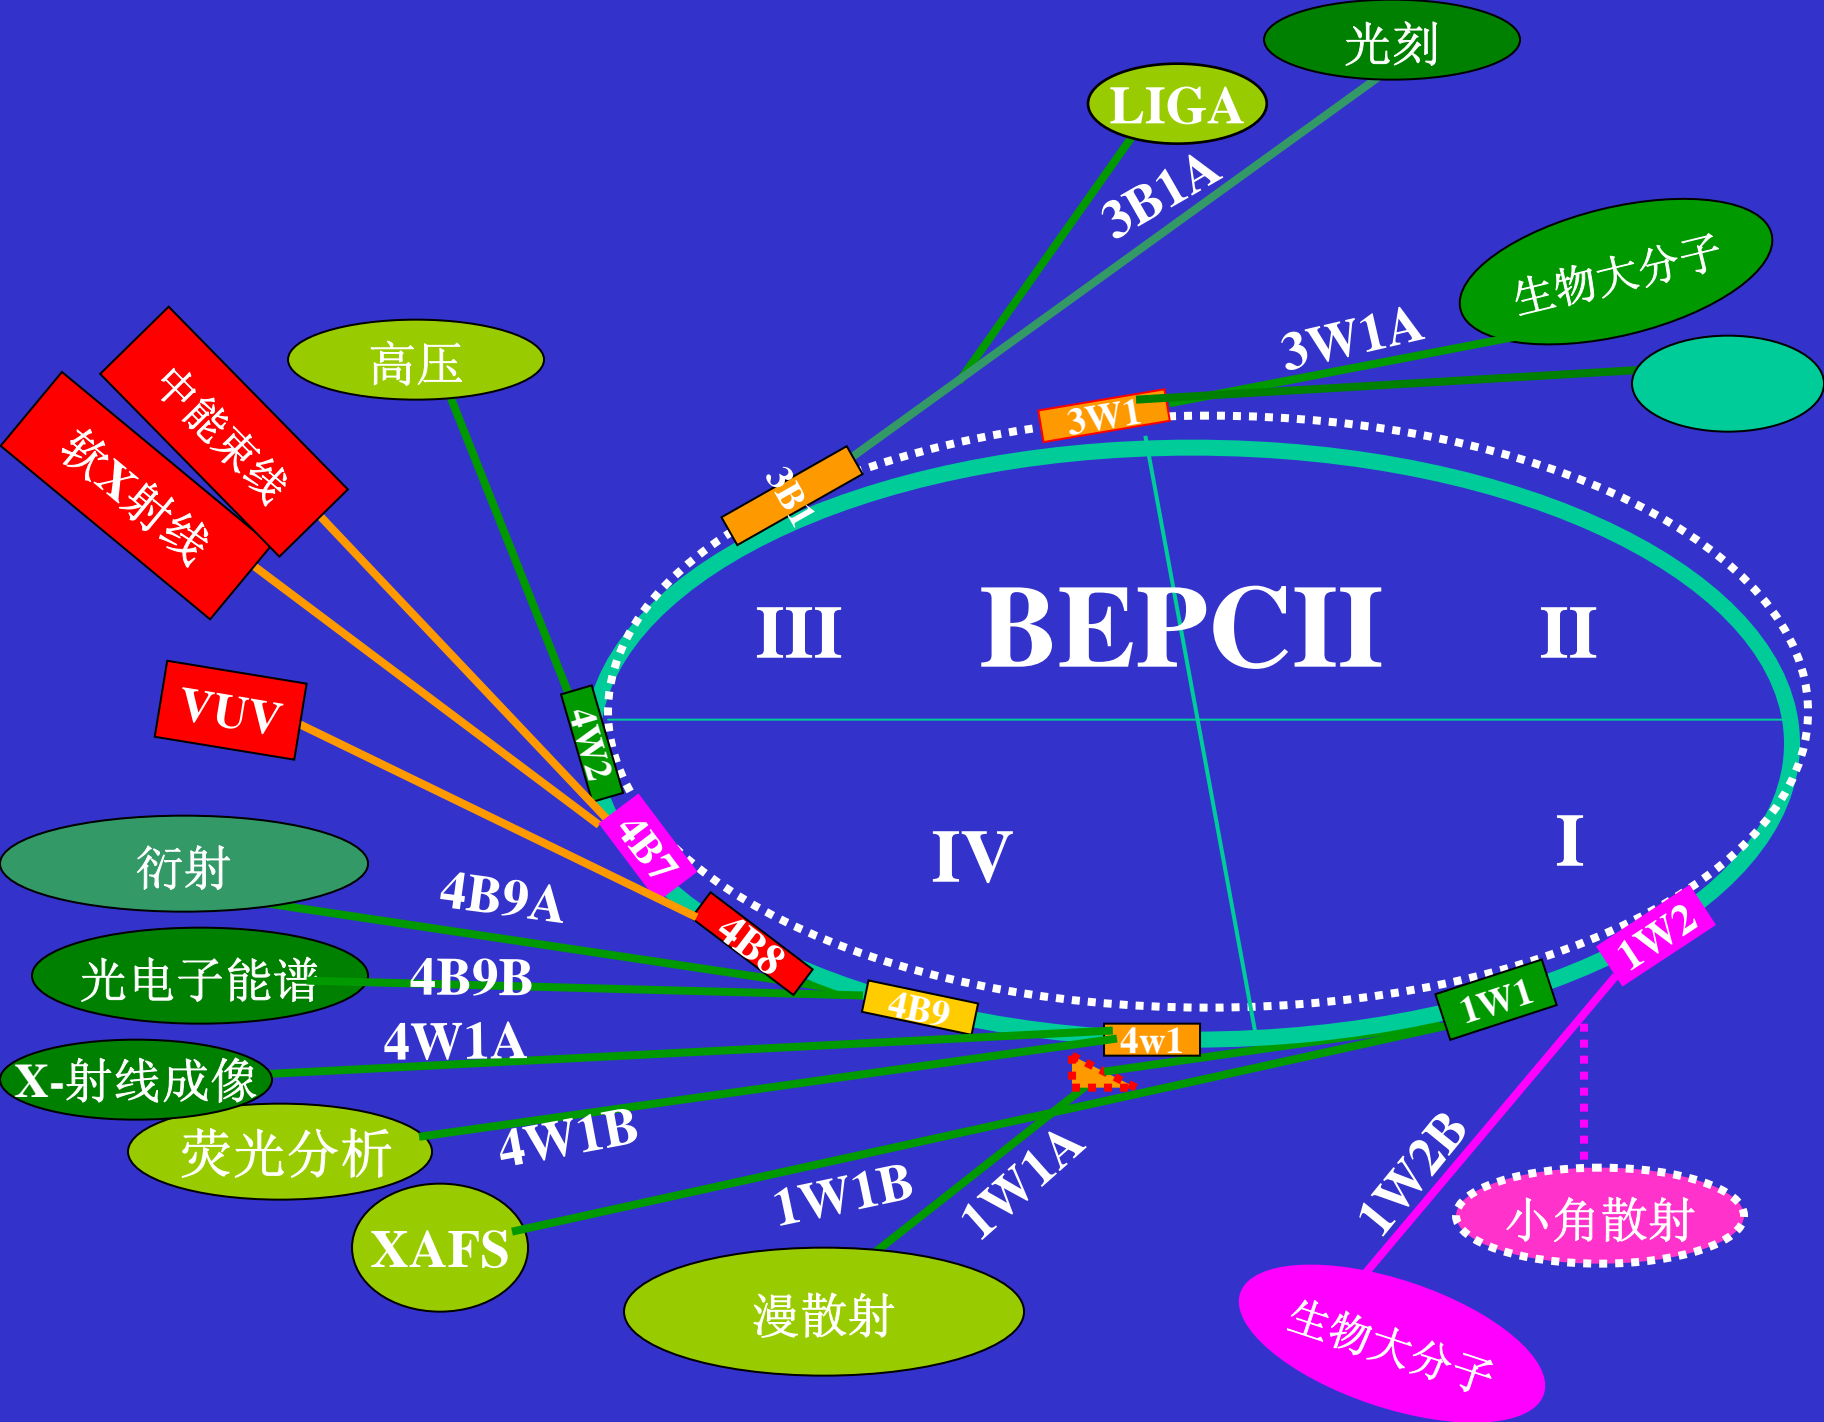 光刻
LIGA
3B1A
生物大分子
3W1A
高压
中能束线
软X射线
3W1
3B1
BEPCII
III
II
VUV
4W2
4B7
IV
I
衍射
4B9A
4B8
1W2
光电子能谱
4B9B
4B9
1W1
4W1A
4w1
X-射线成像
荧光分析
4W1B
1W1B
1W1A
1W2B
小角散射
XAFS
漫散射
生物大分子